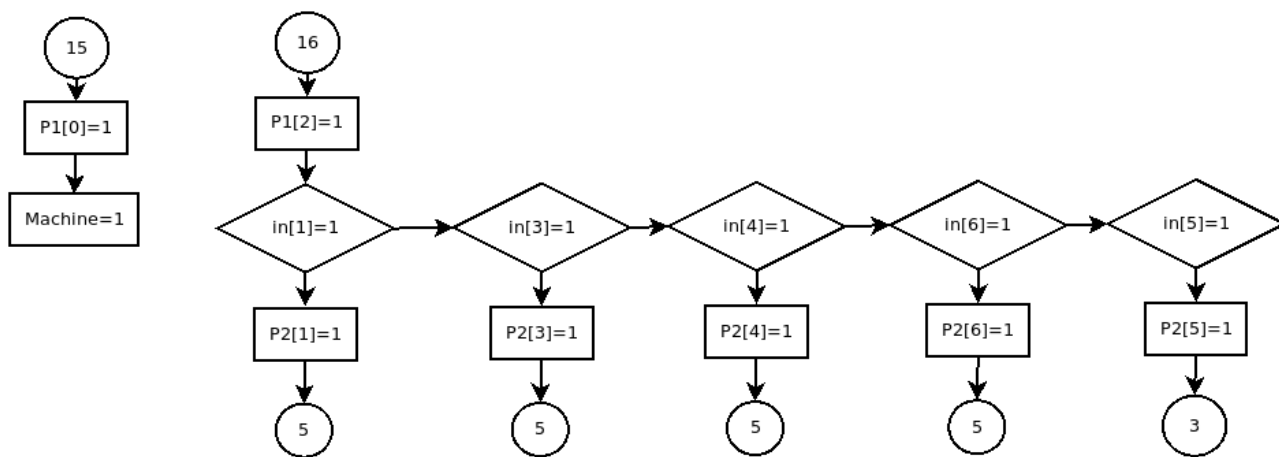 15
16
P1[0]=1
P1[2]=1
Machine=1
in[1]=1
in[3]=1
in[4]=1
in[6]=1
in[5]=1
P2[1]=1
P2[3]=1
P2[4]=1
P2[6]=1
P2[5]=1
5
5
5
5
3